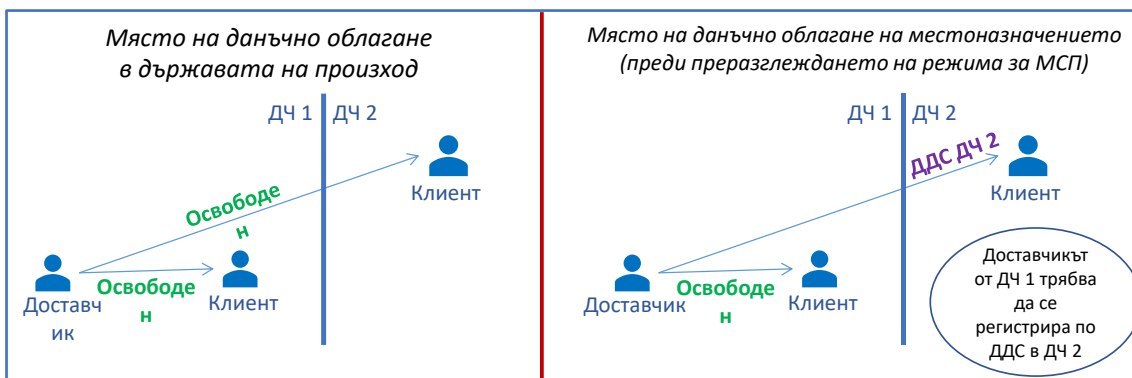 Място на данъчно облагане
в държавата на произход
ДЧ 1
ДЧ 2
Клиент
Освободе
н
Освободе
н
Доставч
ик
Клиент
Място на данъчно облагане на местоназначението
(преди преразглеждането на режима за МСП)
ДЧ 1
ДЧ 2
ДДС ДЧ 2
Клиент
Освободе
н
Доставчик
Клиент
Доставчикът
от ДЧ 1 трябва
да се
регистрира по
ДДС в ДЧ 2